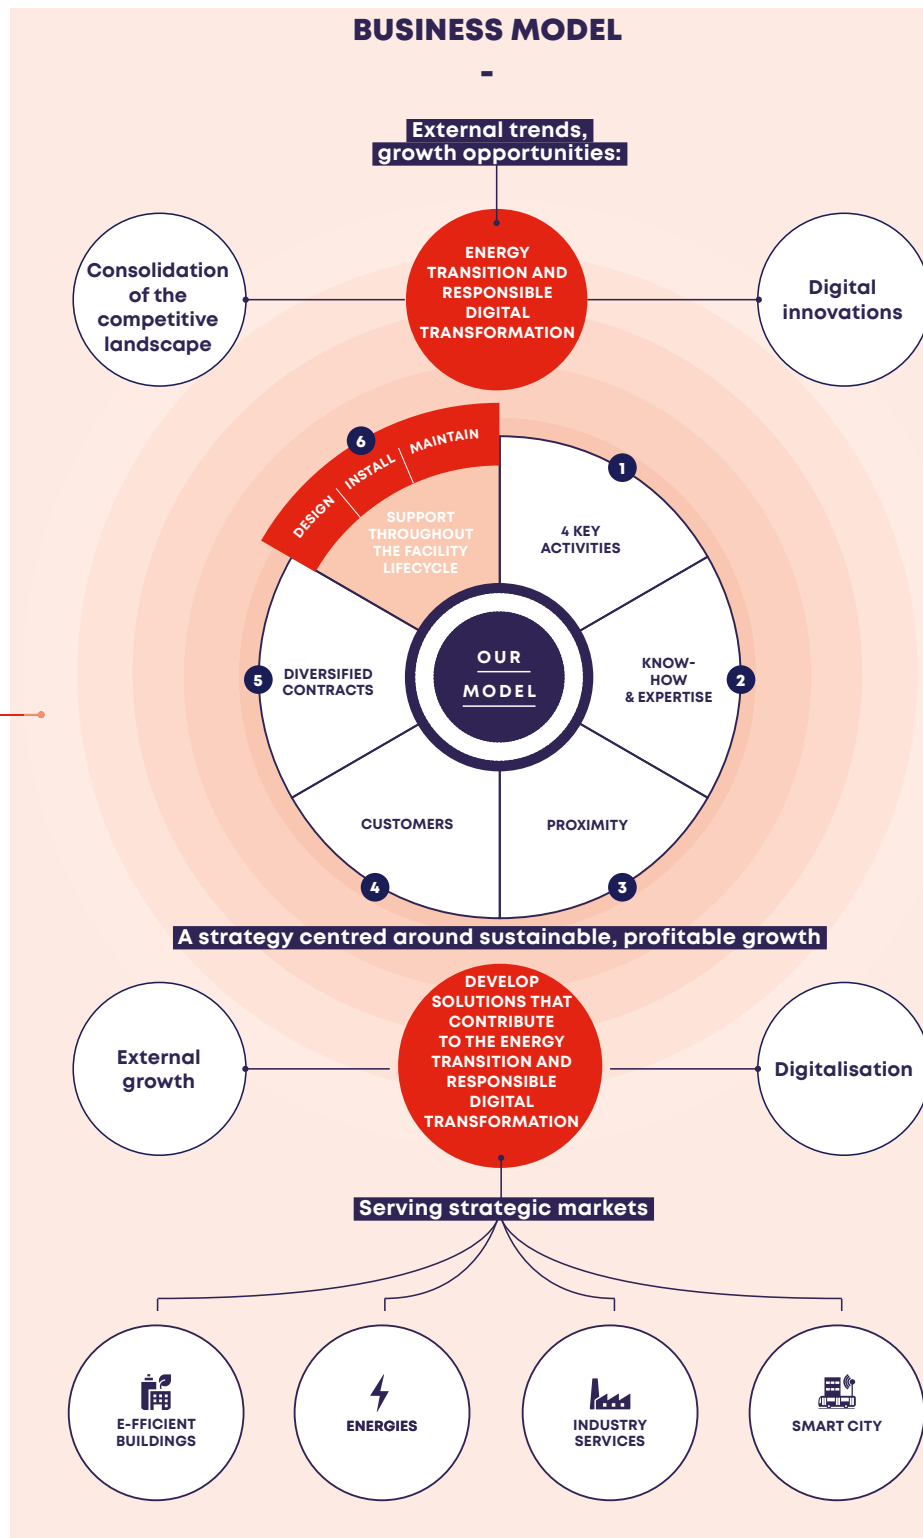 BUSINESS MODEL
-
External trends,
growth opportunities:
Consolidation
of the
competitive
landscape
ENERGY
TRANSITION AND
RESPONSIBLE
DIGITAL
TRANSFORMATION
Digital
innovations
6
DESIGN
INSTALL
MAINTAIN
SUPPORT
THROUGHOUT
THE FACILITY
LIFECYCLE
1
4 KEY
ACTIVITIES
OUR
MODEL
2
KNOW-
HOW
& EXPERTISE
5
DIVERSIFIED
CONTRACTS
CUSTOMERS
4
PROXIMITY
3
A strategy centred around sustainable, profitable growth
External
growth
DEVELOP
SOLUTIONS THAT
CONTRIBUTE
TO THE ENERGY
TRANSITION AND
RESPONSIBLE
DIGITAL
TRANSFORMATION
Digitalisation
Serving strategic markets
E-FFICIENT
BUILDINGS
ENERGIES
INDUSTRY
SERVICES
SMART CITY